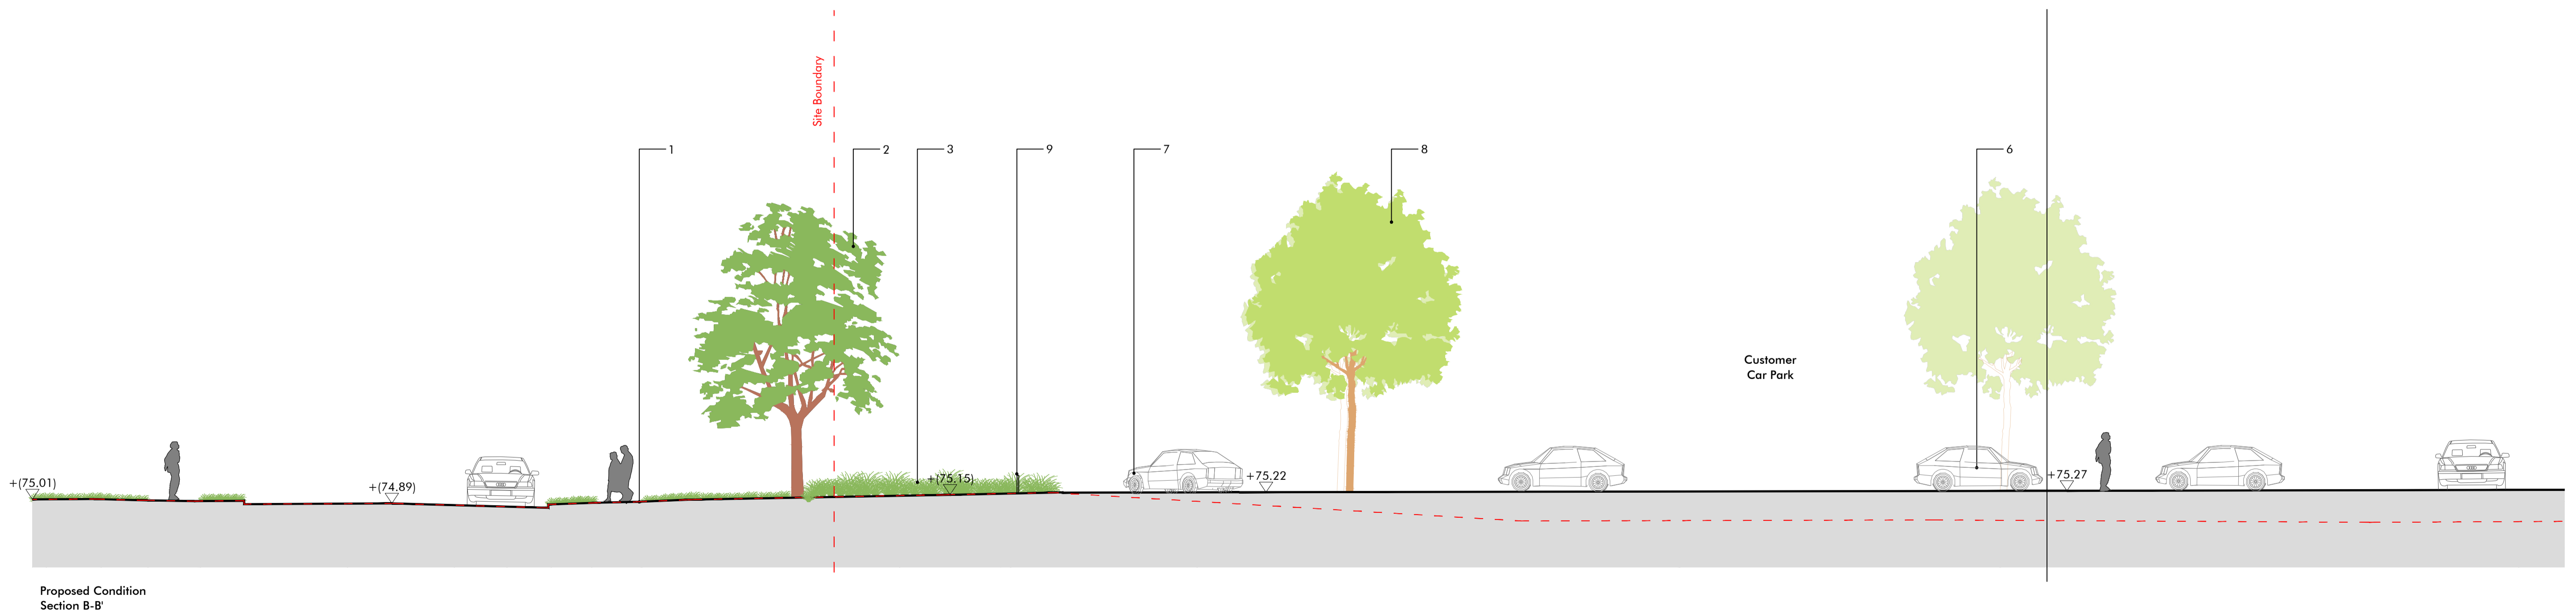 Site Boundary
1
2
3
9
7
8
6
Customer
Car Park
+(75.01)
+(74.89)
+(75.15)
+75.22
+75.27
Proposed Condition
Section B-B'